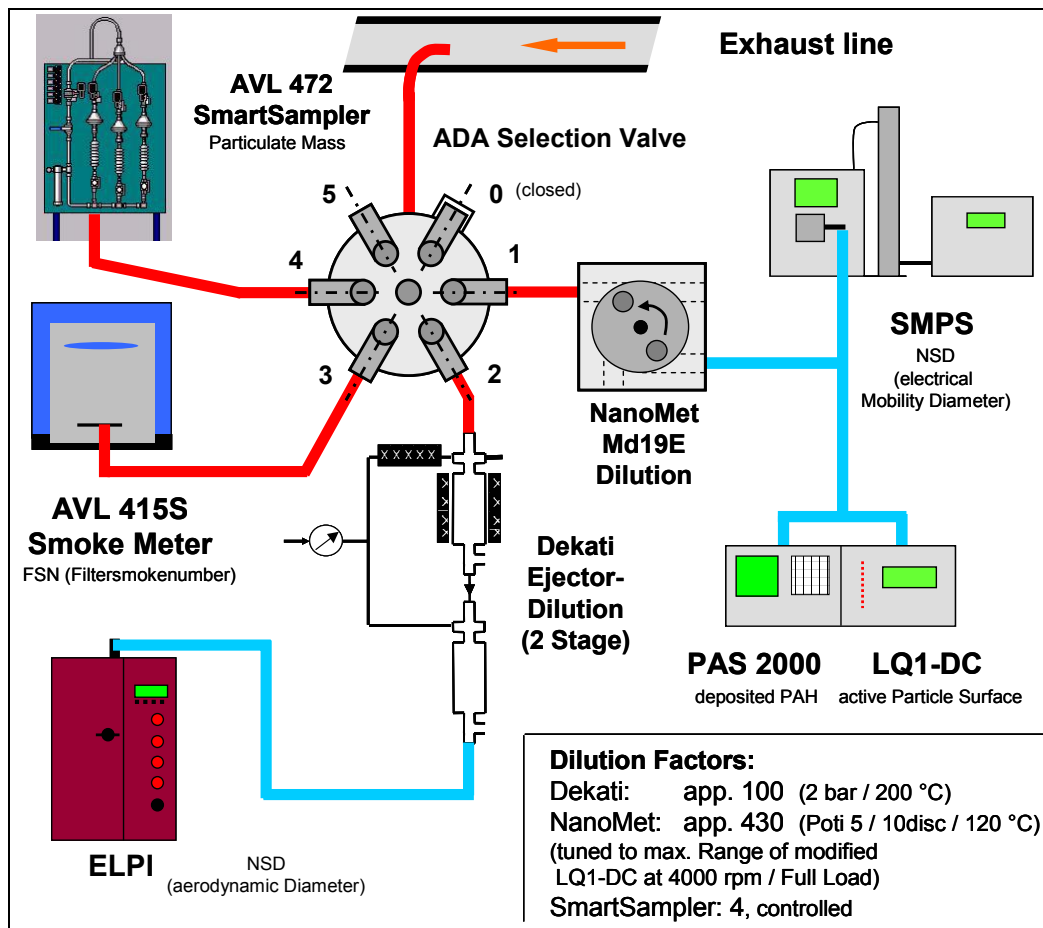 Exhaust line
AVL 472
SmartSampler
Particulate Mass
ADA Selection Valve
0 (closed)
5
4
1
3
2
SMPS
NSD
(electrical
Mobility Diameter)
NanoMet
Md19E
Dilution
AVL 415S
Smoke Meter
FSN (Filtersmokenumber)
Dekati
Ejector-
Dilution
(2 Stage)
PAS 2000
deposited PAH
LQ1-DC
active Particle Surface
ELPI
NSD
(aerodynamic Diameter)
Dilution Factors:
Dekati: app. 100 (2 bar / 200 °C)
NanoMet: app. 430 (Poti 5 / 10disc / 120 °C)
(tuned to max. Range of modified
LQ1-DC at 4000 rpm / Full Load)
SmartSampler: 4, controlled